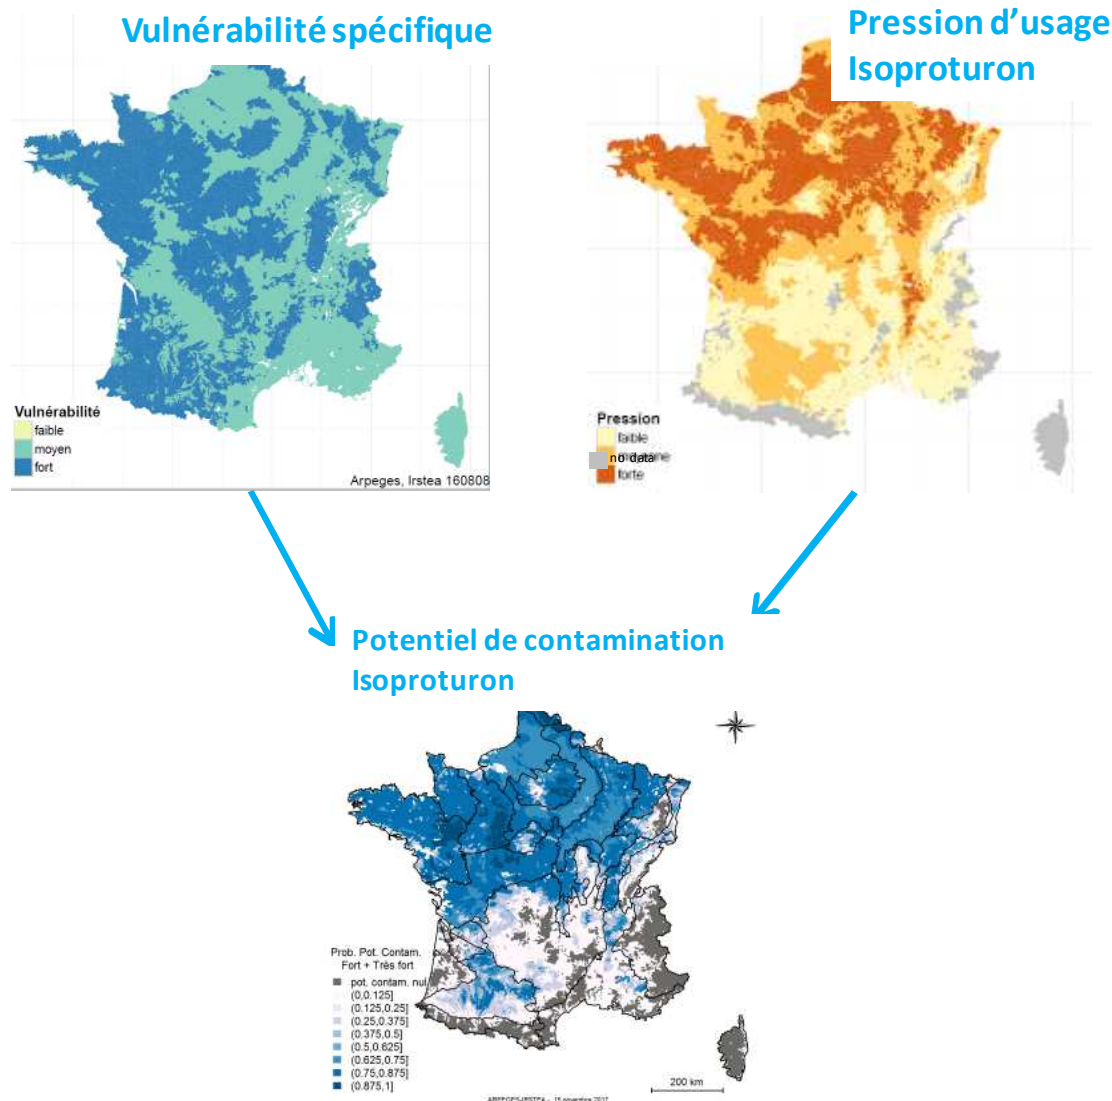 Vulnérabilité spécifique
Pression d'usage
Isoproturon
Vulnérabilité
faible
moyen
fort
Arpeges, Irstea 160808
Pression
faible
no data
forte
Potentiel de contamination
Isoproturon
Prob. Pot. Contam.
Fort + Très fort
pot. contam. nul
(0,0.125]
(0.125,0.25]
(0.25,0.375]
(0.375,0.5]
(0.5,0.625]
(0.625,0.75]
(0.75,0.875]
(0.875,1]
200 km